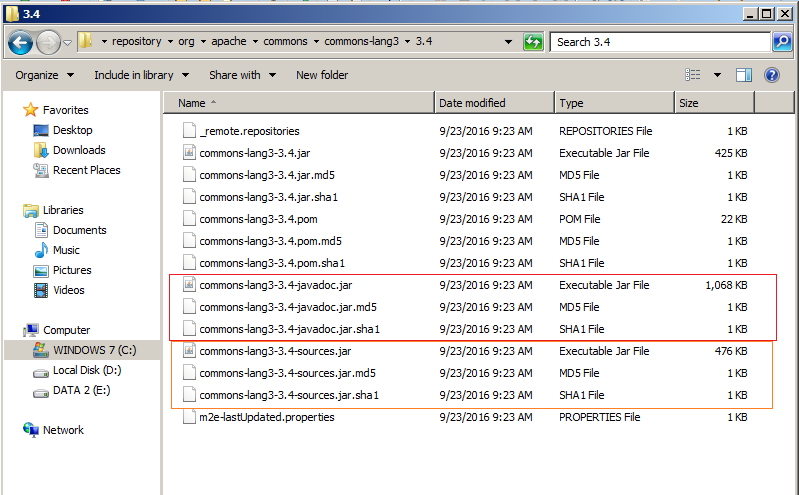 3.4
repository org apache commons commons-lang3 3.4
Search 3.4
Organize Include in library Share with New folder
Name Date modified Type Size
Favorites
Desktop
Downloads
Recent Places
Libraries
Documents
Music
Pictures
Videos
Computer
WINDOWS 7 (C:)
Local Disk (D:)
DATA 2 (E:)
Network
_remote.repositories 9/23/2016 9:23 AM REPOSITORIES File 1 KB
commons-lang3-3.4.jar 9/23/2016 9:23 AM Executable Jar File 425 KB
commons-lang3-3.4.jar.md5 9/23/2016 9:23 AM MD5 File 1 KB
commons-lang3-3.4.jar.sha1 9/23/2016 9:23 AM SHA1 File 1 KB
commons-lang3-3.4.pom 9/23/2016 9:23 AM POM File 22 KB
commons-lang3-3.4.pom.md5 9/23/2016 9:23 AM MD5 File 1 KB
commons-lang3-3.4.pom.sha1 9/23/2016 9:23 AM SHA1 File 1 KB
commons-lang3-3.4-javadoc.jar 9/23/2016 9:23 AM Executable Jar File 1,068 KB
commons-lang3-3.4-javadoc.jar.md5 9/23/2016 9:23 AM MD5 File 1 KB
commons-lang3-3.4-javadoc.jar.sha1 9/23/2016 9:23 AM SHA1 File 1 KB
commons-lang3-3.4-sources.jar 9/23/2016 9:23 AM Executable Jar File 476 KB
commons-lang3-3.4-sources.jar.md5 9/23/2016 9:23 AM MD5 File 1 KB
commons-lang3-3.4-sources.jar.sha1 9/23/2016 9:23 AM SHA1 File 1 KB
m2e-lastUpdated.properties 9/23/2016 9:23 AM PROPERTIES File 1 KB